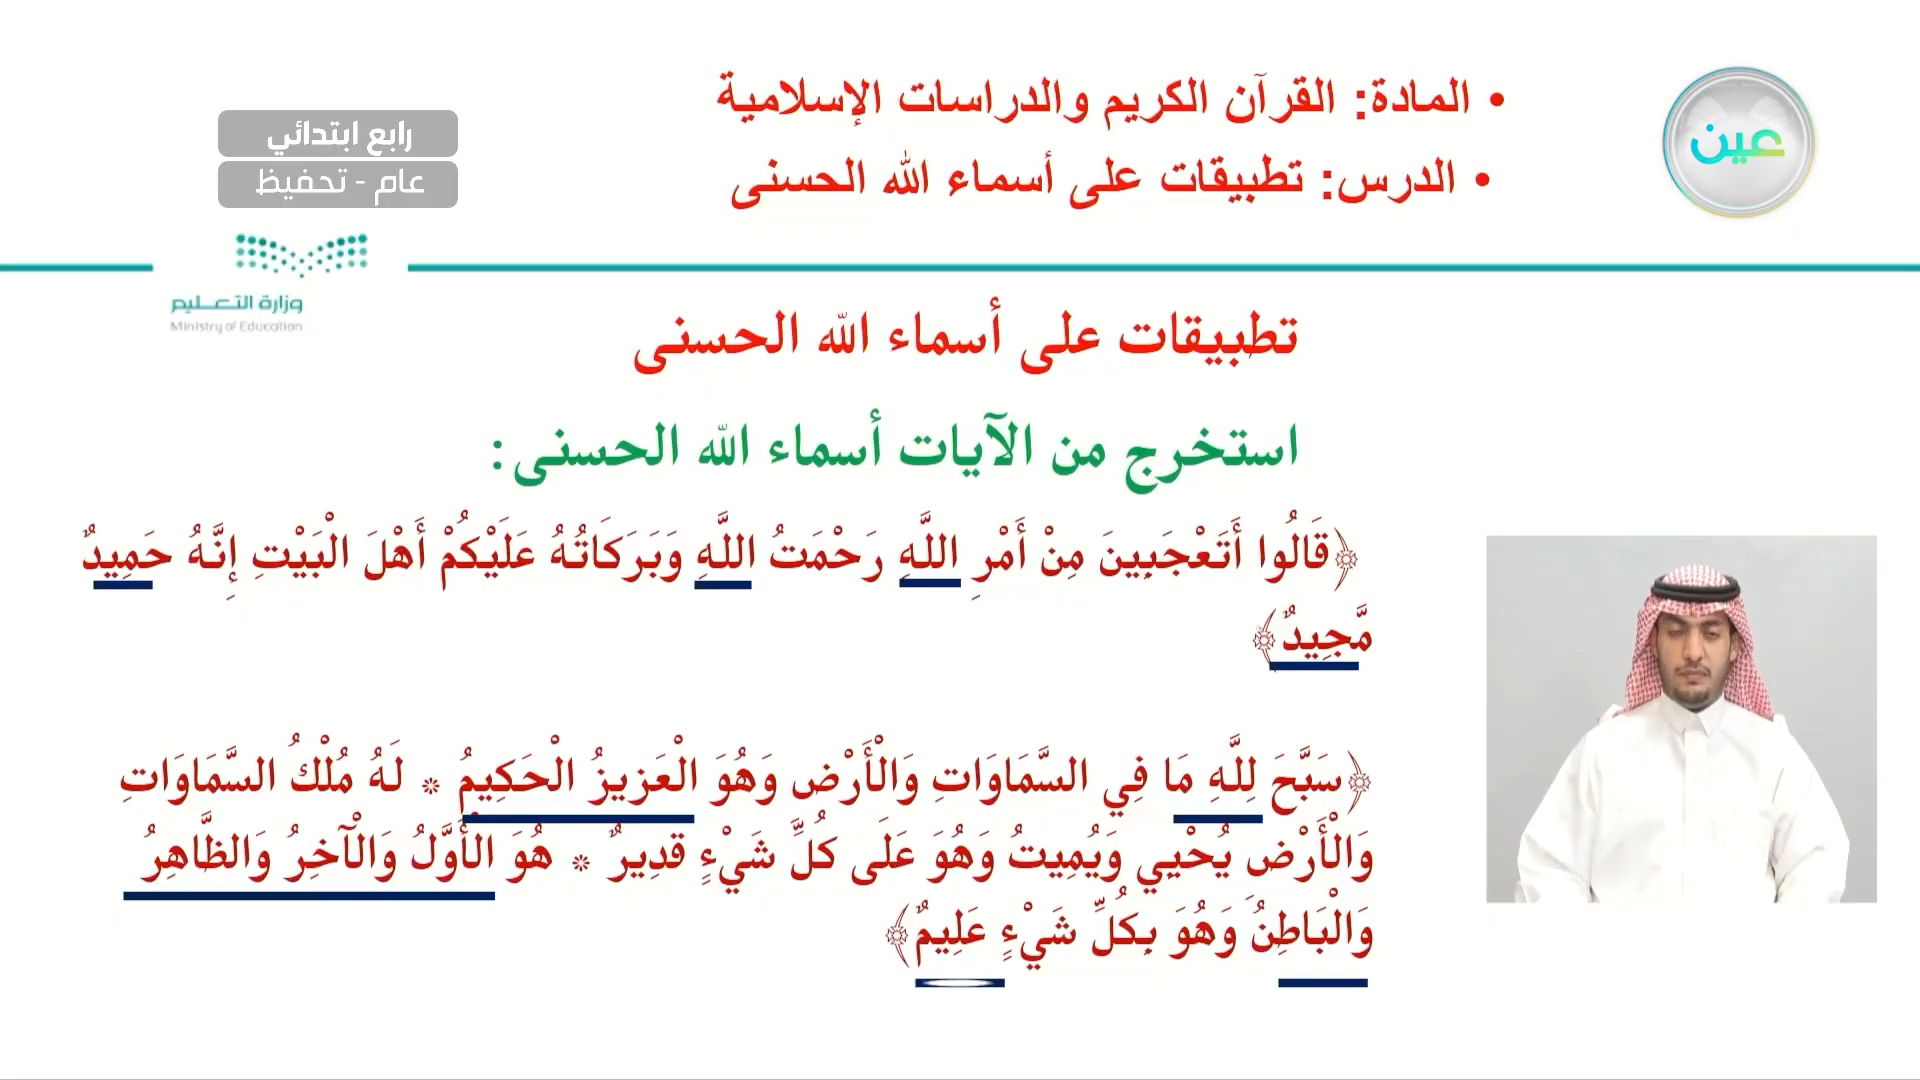 • المادة: القرآن الكريم والدراسات الإسلامية
• الدرس: تطبيقات على أسماء الله الحسنى
عين
رابع ابتدائي
عام - تحفيظ
وزارة التعـــليم
Ministry of Education
تطبيقات على أسماء الله الحسنى
استخرج من الآيات أسماء الله الحسنى:
﴿قَالُوا أَتَعْجَبِينَ مِنْ أَمْرِ اللَّهِ رَحْمَتُ اللَّهِ وَبَرَكَاتُهُ عَلَيْكُمْ أَهْلَ الْبَيْتِ إِنَّهُ حَمِيدٌ
مَّجِيدٌ﴾
﴿سَبَّحَ لِلَّهِ مَا فِي السَّمَاوَاتِ وَالْأَرْضِ وَهُوَ الْعَزِيزُ الْحَكِيمُ * لَهُ مُلْكُ السَّمَاوَاتِ
وَالْأَرْضِ يُحْيِي وَيُمِيتُ وَهُوَ عَلَى كُلِّ شَيْءٍ قَدِيرٌ * هُوَ الْأَوَّلُ وَالْآخِرُ وَالظَّاهِرُ
وَالْبَاطِنُ وَهُوَ بِكُلِّ شَيْءٍ عَلِيمٌ﴾